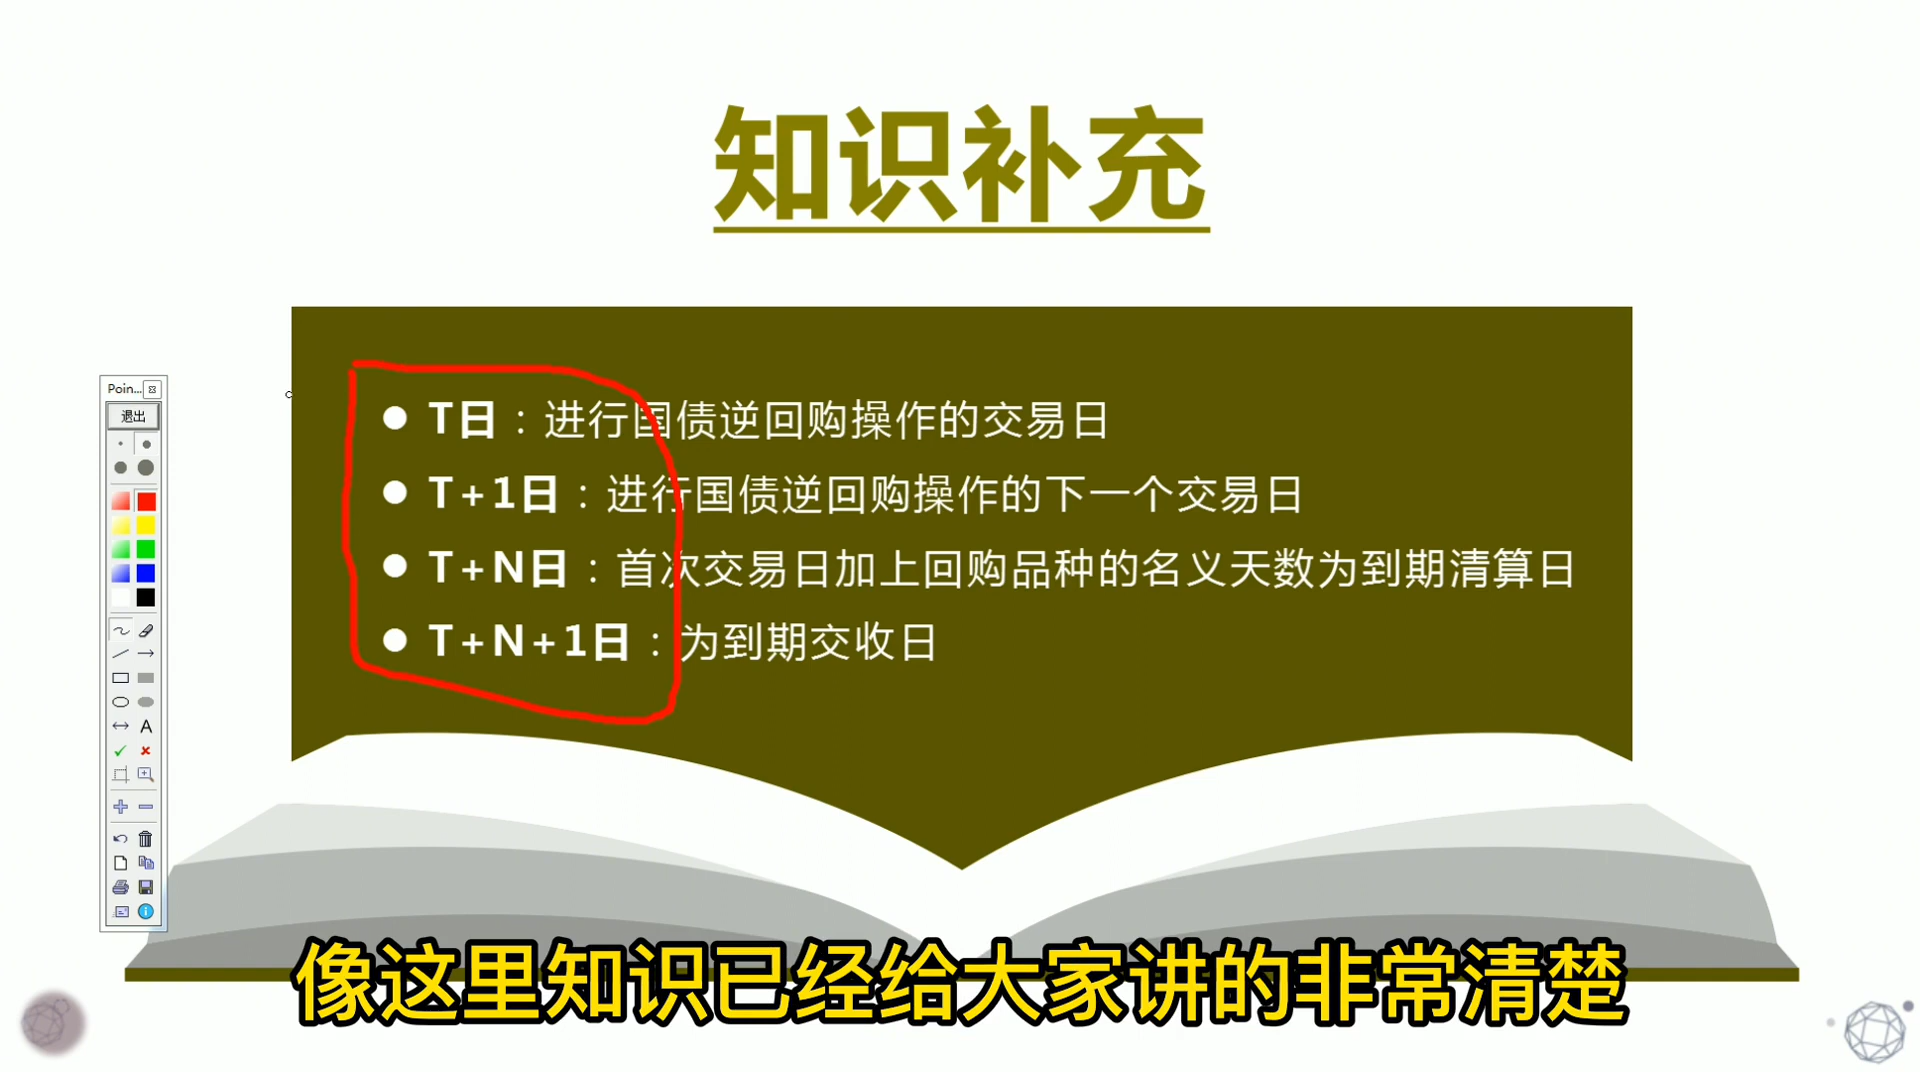 知识补充
Poin...
退出
● T日：进行国债逆回购操作的交易日
● T+1日：进行国债逆回购操作的下一个交易日
● T+N日：首次交易日加上回购品种的名义天数为到期清算日
● T+N+1日：为到期交收日
A
像这里知识已经给大家讲的非常清楚